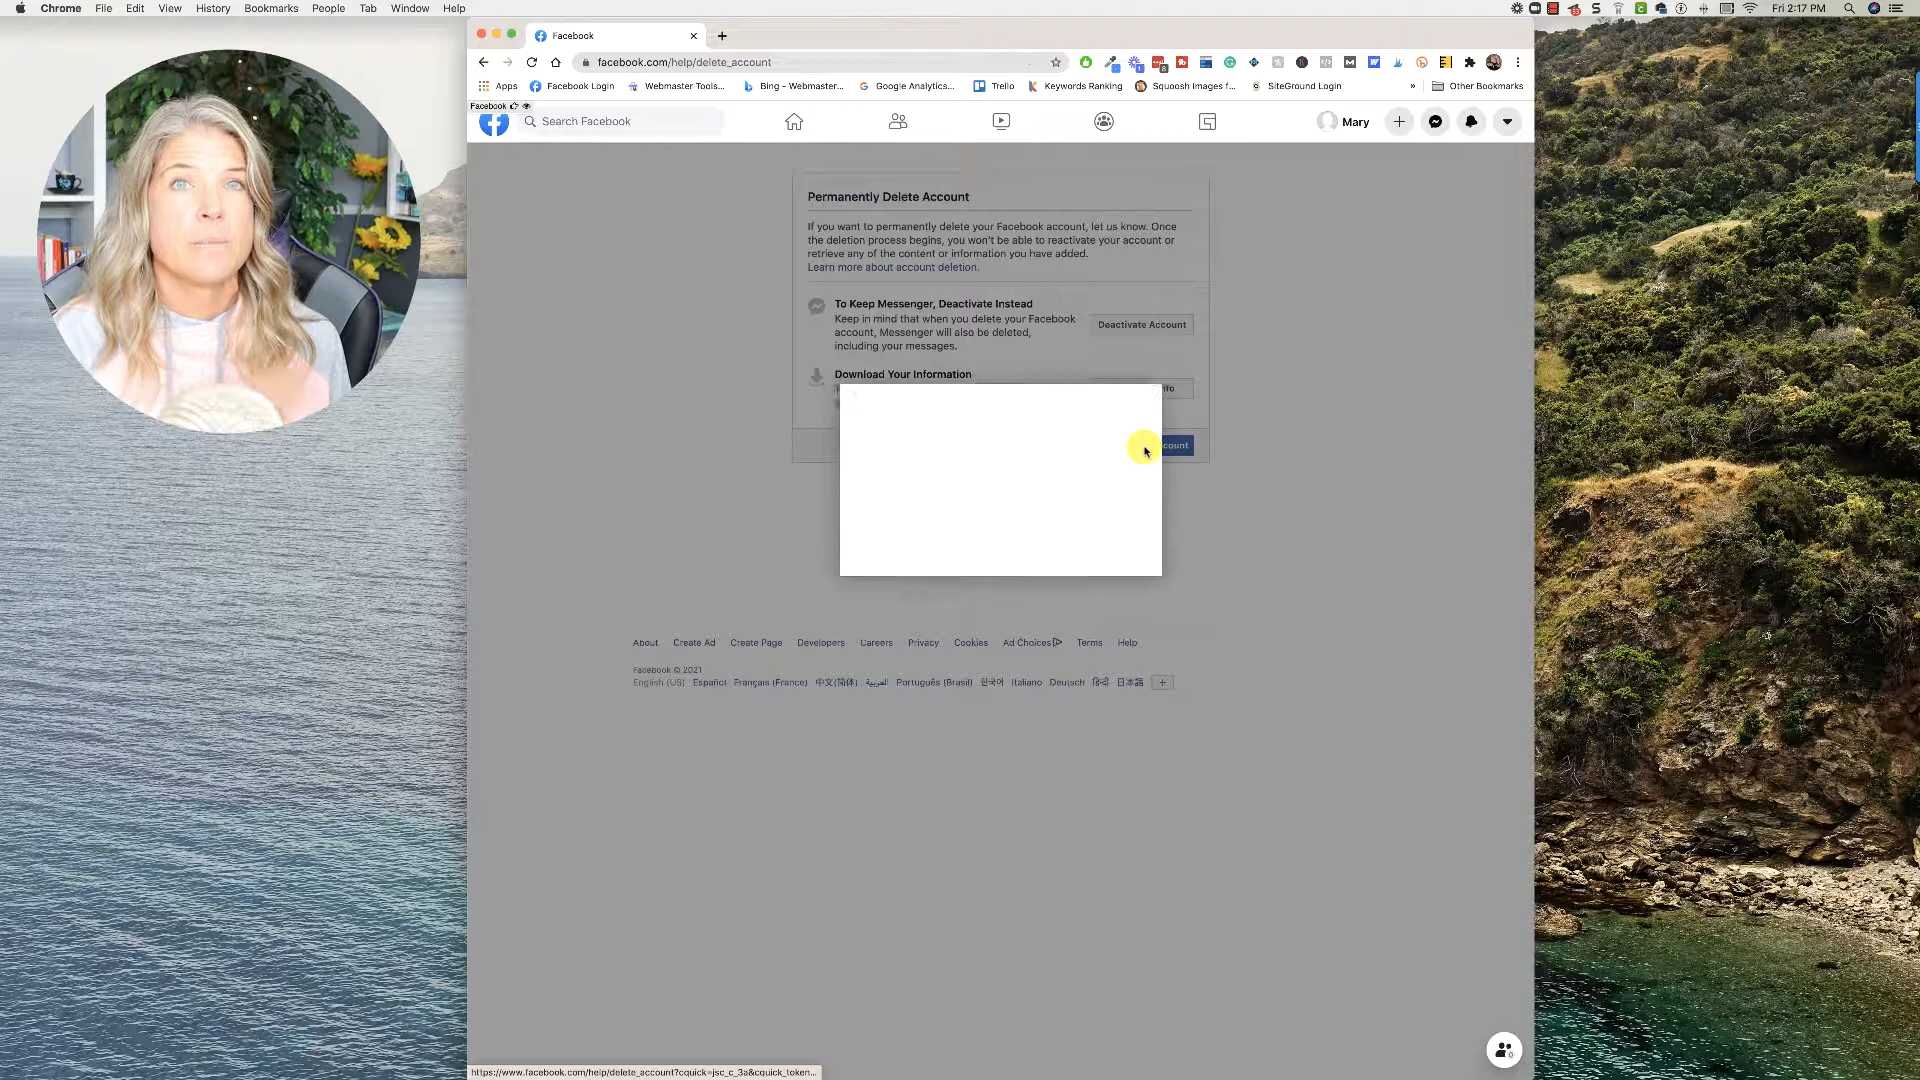 Chrome File Edit View History Bookmarks People Tab Window Help
Fri 2:17 PM
Facebook
facebook.com/help/delete_account
Apps Facebook Login Webmaster Tools... Bing - Webmaster... Google Analytics... Trello Keywords Ranking Squoosh Images f... SiteGround Login » Other Bookmarks
Facebook
Search Facebook
Mary
Permanently Delete Account
If you want to permanently delete your Facebook account, let us know. Once
the deletion process begins, you won't be able to reactivate your account or
retrieve any of the content or information you have added.
Learn more about account deletion.
To Keep Messenger, Deactivate Instead
Keep in mind that when you delete your Facebook
account, Messenger will also be deleted,
including your messages.
Deactivate Account
Download Your Information
nfo
count
About Create Ad Create Page Developers Careers Privacy Cookies Ad Choices Terms Help
Facebook © 2021
English (US) Español Français (France) 中文(简体) العربية Português (Brasil) 한국어 Italiano Deutsch हिन्दी 日本語
https://www.facebook.com/help/delete_account?cquick=jsc_c_3a&cquick_token...